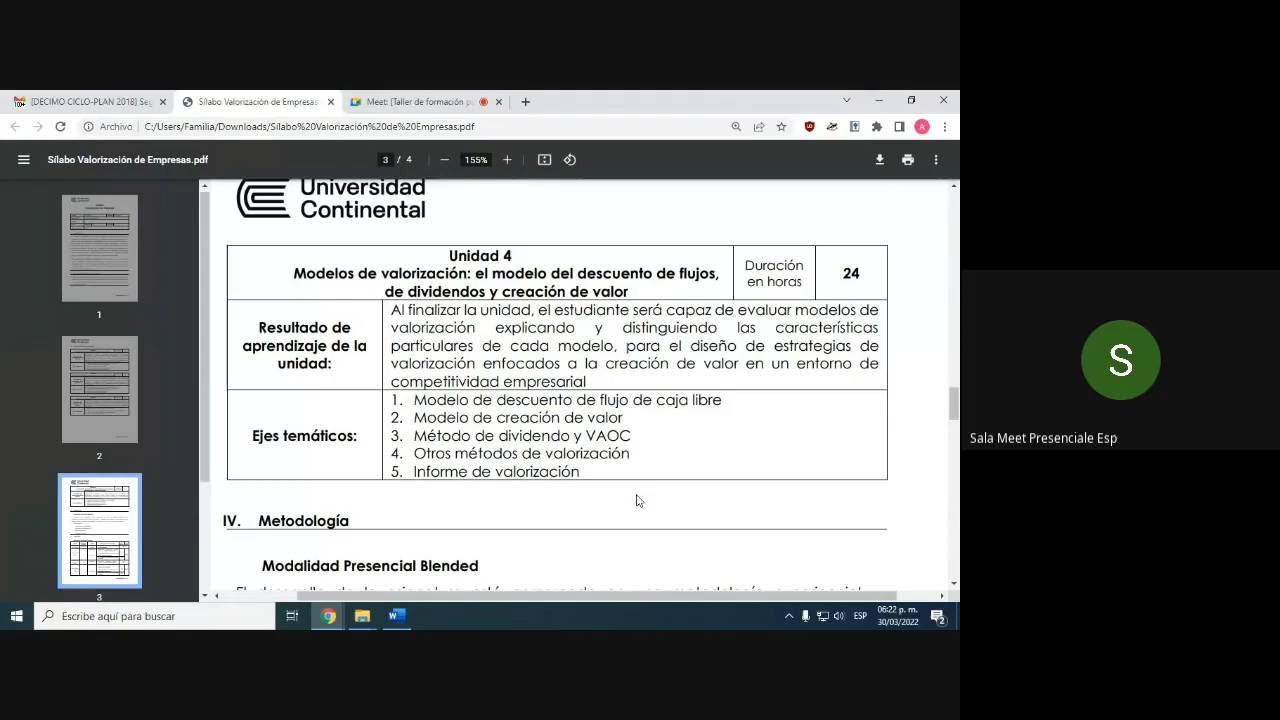 [DECIMO CICLO-PLAN 2018] Seg
Sílabo Valorización de Empresas
Meet: [Taller de formación pa
Archivo
C:/Users/Familia/Downloads/Sílabo%20Valorización%20de%20Empresas.pdf
A
Sílabo Valorización de Empresas.pdf
3 / 4
155%
1
2
3
Universidad
Continental
Unidad 4
Modelos de valorización: el modelo del descuento de flujos,
de dividendos y creación de valor
Duración
en horas
24
Resultado de
aprendizaje de la
unidad:
Al finalizar la unidad, el estudiante será capaz de evaluar modelos de
valorización explicando y distinguiendo las características
particulares de cada modelo, para el diseño de estrategias de
valorización enfocados a la creación de valor en un entorno de
competitividad empresarial
Ejes temáticos:
1. Modelo de descuento de flujo de caja libre
2. Modelo de creación de valor
3. Método de dividendo y VAOC
4. Otros métodos de valorización
5. Informe de valorización
IV. Metodología
Modalidad Presencial Blended
Escribe aquí para buscar
ESP
06:22 p. m.
30/03/2022
2
S
Sala Meet Presenciale Esp